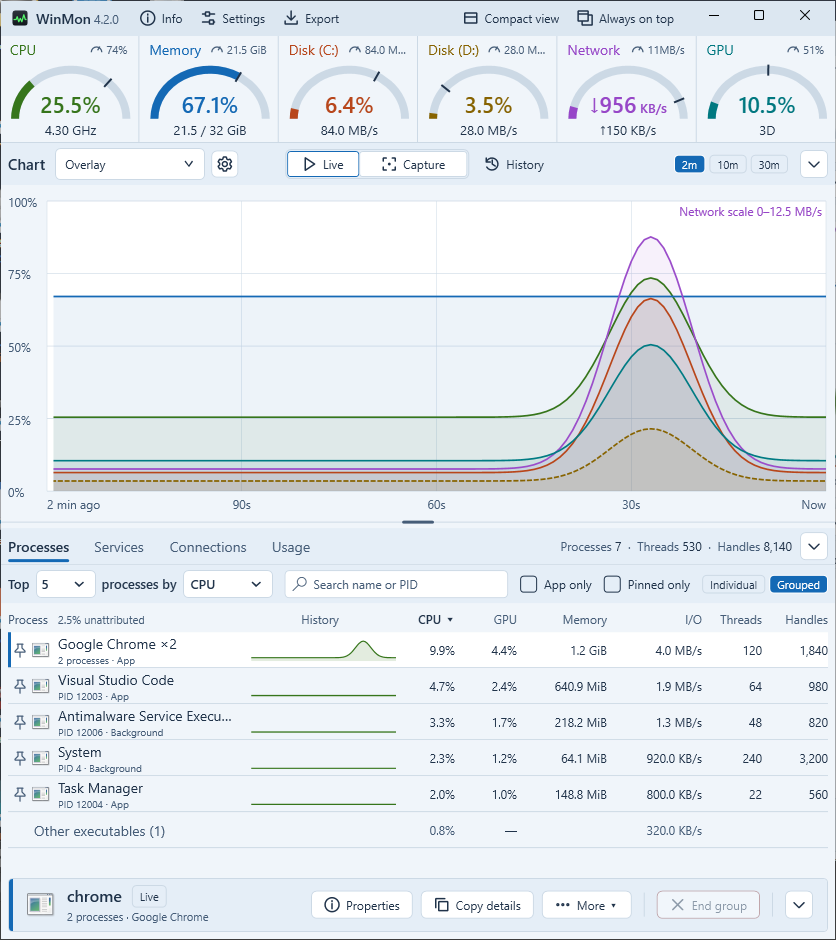 WinMon 4.2.0 Info Settings Export Compact view Always on top
CPU 74% Memory 21.5 GiB Disk (C:) 84.0 M... Disk (D:) 28.0 M... Network 11MB/s GPU 51%
25.5% 67.1% 6.4% 3.5% ↓956 KB/s 10.5%
4.30 GHz 21.5 / 32 GiB 84.0 MB/s 28.0 MB/s ↑150 KB/s 3D
Chart Overlay Live Capture History 2m 10m 30m
100%
Network scale 0–12.5 MB/s
75%
50%
25%
0%
2 min ago 90s 60s 30s Now
Processes Services Connections Usage Processes 7 · Threads 530 · Handles 8,140
Top 5 processes by CPU Search name or PID App only Pinned only Individual Grouped
Process 2.5% unattributed History CPU ▼ GPU Memory I/O Threads Handles
Google Chrome ×2 9.9% 4.4% 1.2 GiB 4.0 MB/s 120 1,840
2 processes · App
Visual Studio Code 4.7% 2.4% 640.9 MiB 1.9 MB/s 64 980
PID 12003 · App
Antimalware Service Execu... 3.3% 1.7% 218.2 MiB 1.3 MB/s 48 820
PID 12006 · Background
System 2.3% 1.2% 64.1 MiB 920.0 KB/s 240 3,200
PID 4 · Background
Task Manager 2.0% 1.0% 148.8 MiB 800.0 KB/s 22 560
PID 12004 · App
Other executables (1) 0.8% — 320.0 KB/s
chrome Live
2 processes · Google Chrome
Properties Copy details More End group